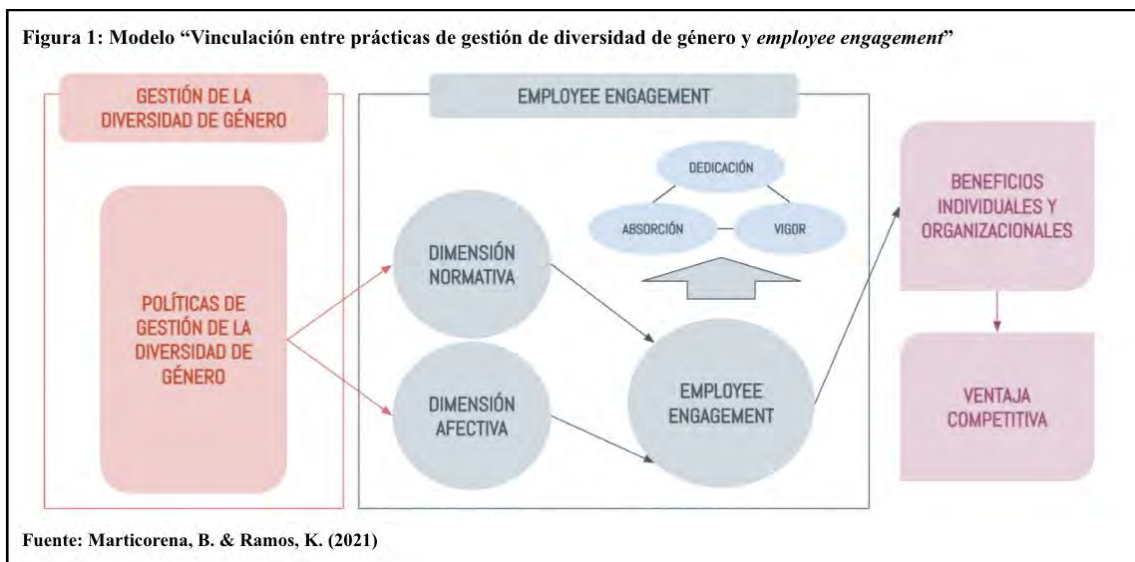 Figura 1: Modelo “Vinculación entre prácticas de gestión de diversidad de género y employee engagement”
GESTIÓN DE LA
DIVERSIDAD DE GÉNERO
POLÍTICAS DE
GESTIÓN DE LA
DIVERSIDAD DE
GÉNERO
EMPLOYEE ENGAGEMENT
DIMENSIÓN
NORMATIVA
DIMENSIÓN
AFECTIVA
DEDICACIÓN
ABSORCIÓN
VIGOR
EMPLOYEE
ENGAGEMENT
BENEFICIOS
INDIVIDUALES Y
ORGANIZACIONALES
VENTAJA
COMPETITIVA
Fuente: Marticorena, B. & Ramos, K. (2021)